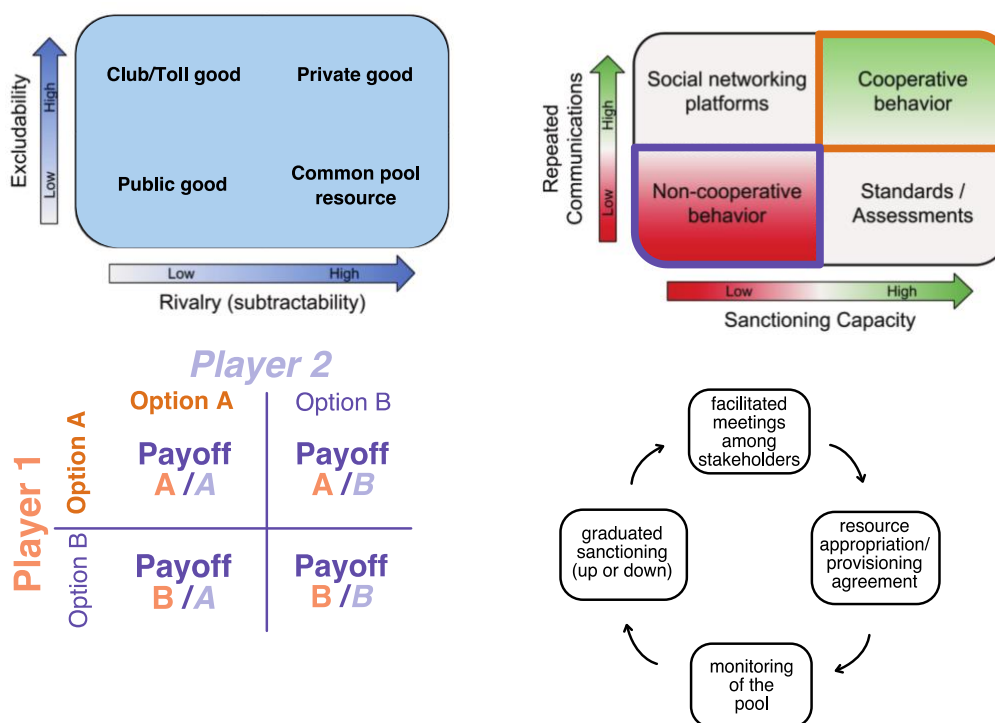 Excludability
High
Low
Club/Toll good
Private good
Public good
Common pool
resource
Low
High
Rivalry (subtractability)
Repeated
Communications
High
Low
Social networking
platforms
Cooperative
behavior
Non-cooperative
behavior
Standards /
Assessments
Low
High
Sanctioning Capacity
Player 2
Option A
Option B
Player 1
Option A
Payoff
A /A
Payoff
A /B
Option B
Payoff
B /A
Payoff
B /B
facilitated
meetings
among
stakeholders
resource
appropriation/
provisioning
agreement
monitoring
of the
pool
graduated
sanctioning
(up or down)